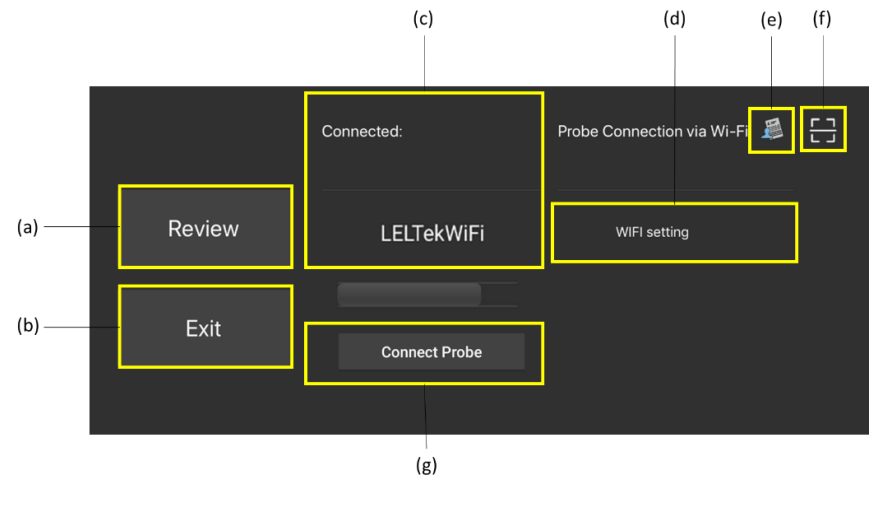 (c)
(d)
(e)
(f)
Connected:
Probe Connection via Wi-Fi
(a)
Review
LELTekWiFi
WIFI setting
(b)
Exit
Connect Probe
(g)